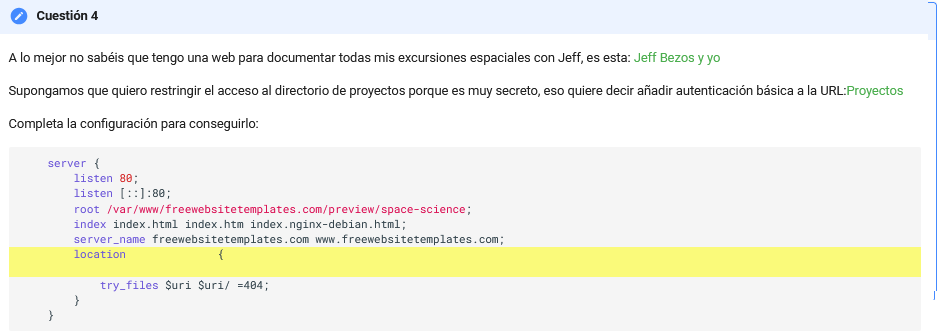 Cuestión 4
A lo mejor no sabéis que tengo una web para documentar todas mis excursiones espaciales con Jeff, es esta: Jeff Bezos y yo
Supongamos que quiero restringir el acceso al directorio de proyectos porque es muy secreto, eso quiere decir añadir autenticación básica a la URL:Proyectos
Completa la configuración para conseguirlo:
server {
listen 80;
listen [::]:80;
root /var/www/freewebsitetemplates.com/preview/space-science;
index index.html index.htm index.nginx-debian.html;
server_name freewebsitetemplates.com www.freewebsitetemplates.com;
location {
try_files $uri $uri/ =404;
}
}